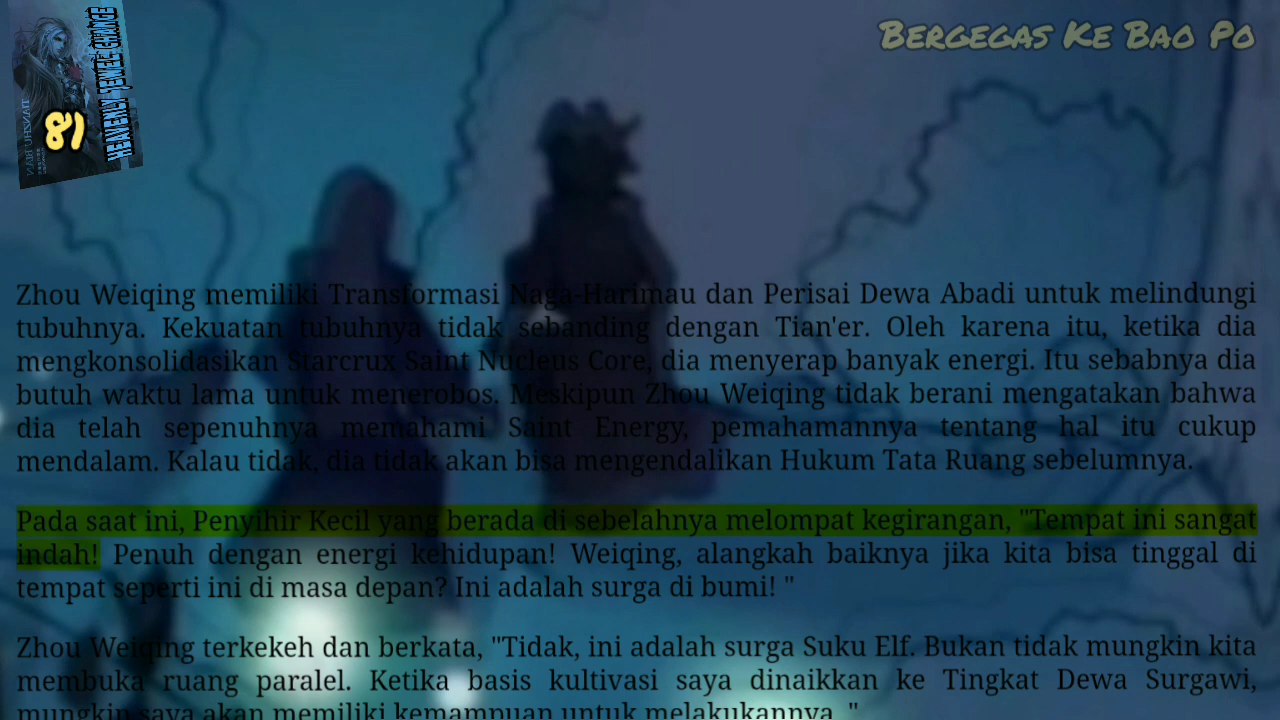 Bergegas Ke Bao Po
HEAVENLY JEWEL CHANGE
81
Zhou Weiqing memiliki Transformasi Naga-Harimau dan Perisai Dewa Abadi untuk melindungi
tubuhnya. Kekuatan tubuhnya tidak sebanding dengan Tian'er. Oleh karena itu, ketika dia
mengkonsolidasikan Starcrux Saint Nucleus Core, dia menyerap banyak energi. Itu sebabnya dia
butuh waktu lama untuk menerobos. Meskipun Zhou Weiqing tidak berani mengatakan bahwa
dia telah sepenuhnya memahami Saint Energy, pemahamannya tentang hal itu cukup
mendalam. Kalau tidak, dia tidak akan bisa mengendalikan Hukum Tata Ruang sebelumnya.
Pada saat ini, Penyihir Kecil yang berada di sebelahnya melompat kegirangan, "Tempat ini sangat
indah! Penuh dengan energi kehidupan! Weiqing, alangkah baiknya jika kita bisa tinggal di
tempat seperti ini di masa depan? Ini adalah surga di bumi! "
Zhou Weiqing terkekeh dan berkata, "Tidak, ini adalah surga Suku Elf. Bukan tidak mungkin kita
membuka ruang paralel. Ketika basis kultivasi saya dinaikkan ke Tingkat Dewa Surgawi,
mungkin saya akan memiliki kemampuan untuk melakukannya. "